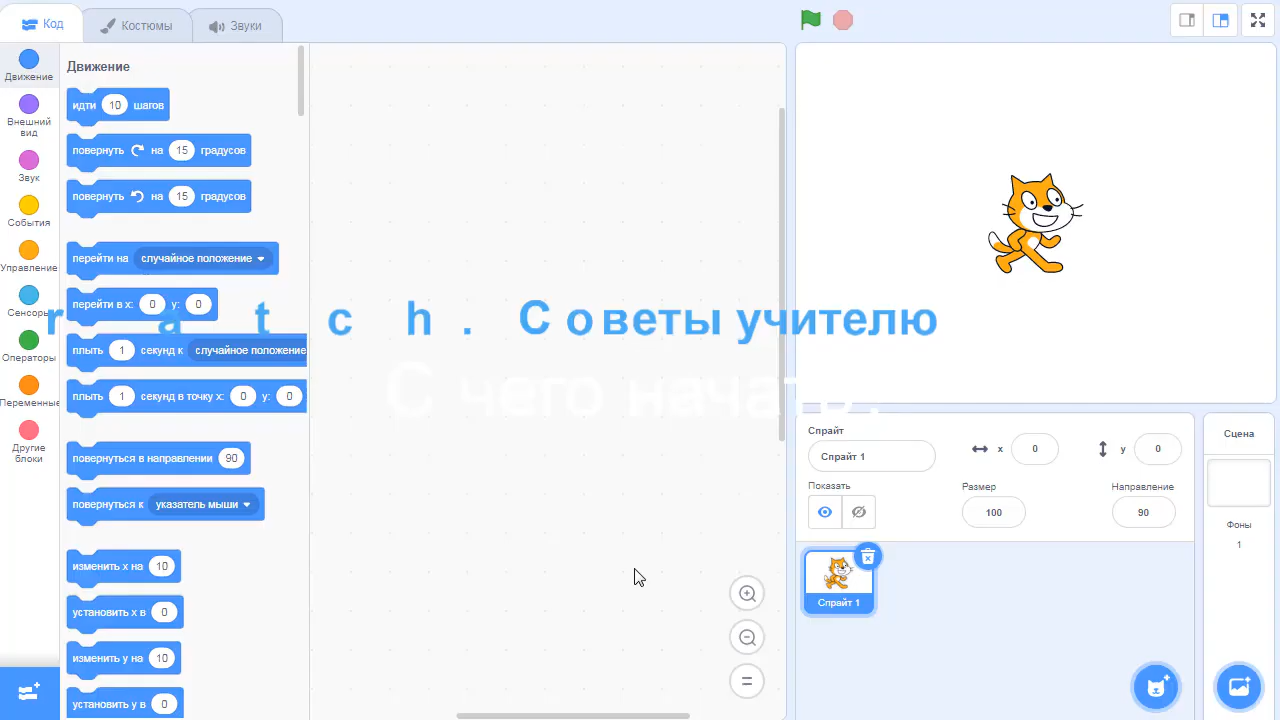 Код
Костюмы
Звуки
Движение
Внешний вид
Звук
События
Управление
Сенсоры
Операторы
Переменные
Другие блоки
Движение
идти 10 шагов
повернуть на 15 градусов
повернуть на 15 градусов
перейти на случайное положение
перейти в x: 0 y: 0
плыть 1 секунд к случайное положение
плыть 1 секунд в точку x: 0 y: 0
повернуться в направлении 90
повернуться к указатель мыши
изменить x на 10
установить x в 0
изменить y на 10
установить y в 0
r a t c h . Советы учителю
С чего начать.
Спрайт
Спрайт 1
x 0
y 0
Показать
Размер
100
Направление
90
Спрайт 1
Сцена
Фоны
1